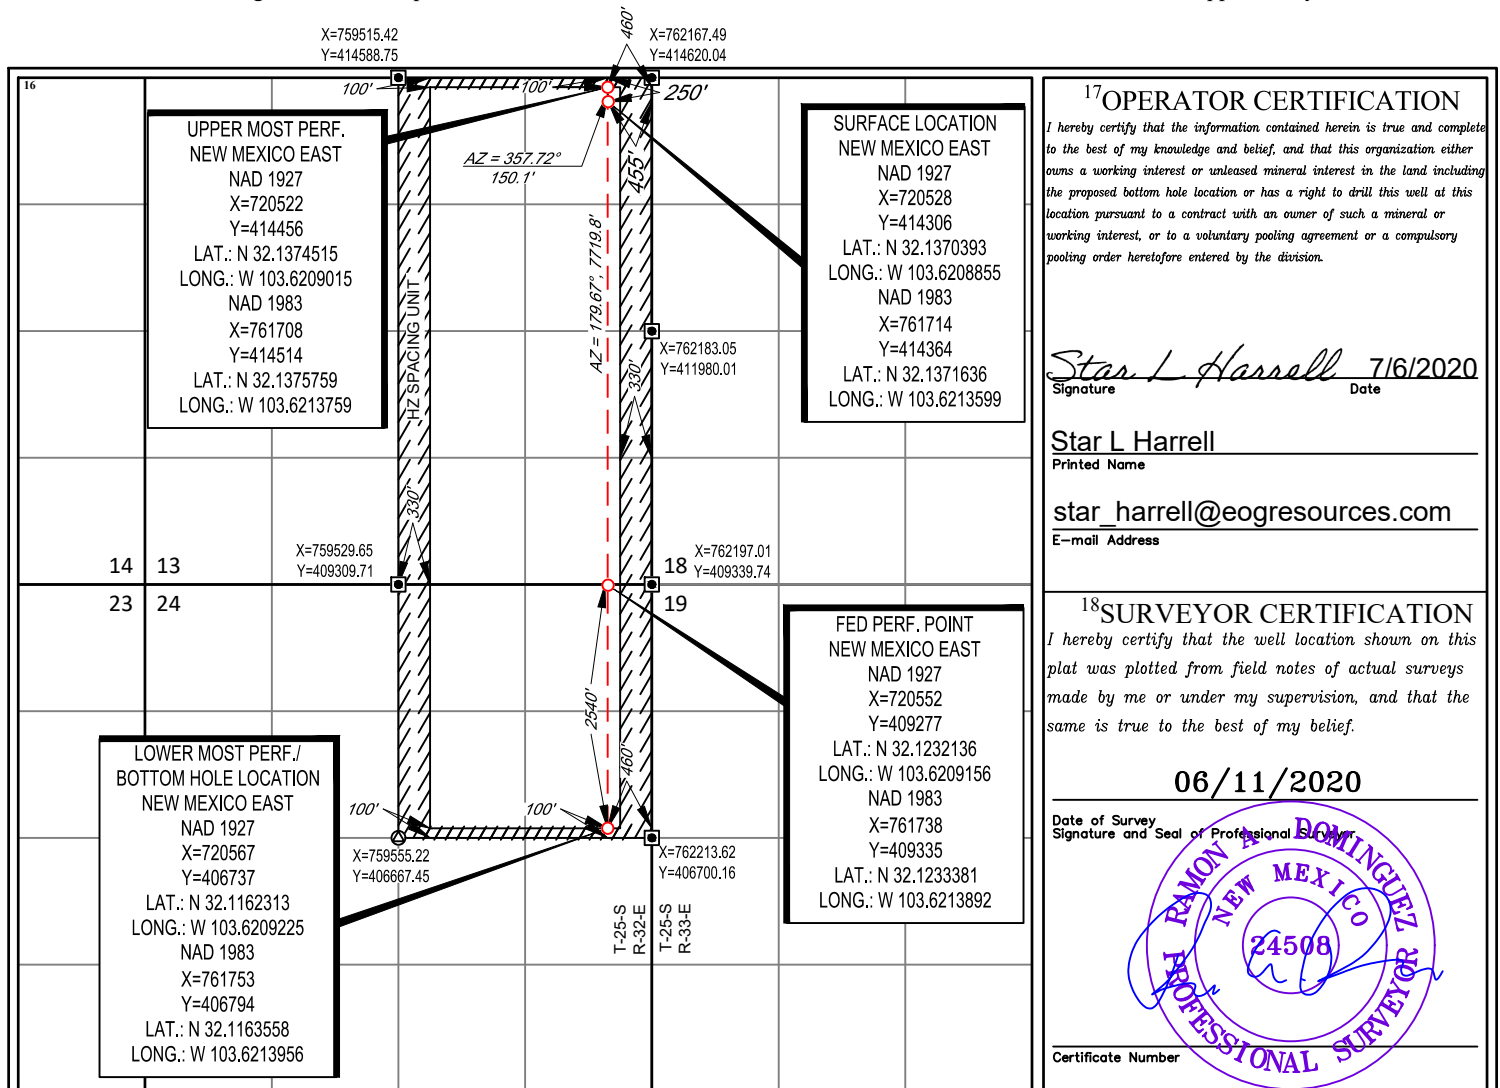 X=759515.42
Y=414588.75
460'
X=762167.49
Y=414620.04
16
100'
100'
250'
UPPER MOST PERF.
NEW MEXICO EAST
NAD 1927
X=720522
Y=414456
LAT.: N 32.1374515
LONG.: W 103.6209015
NAD 1983
X=761708
Y=414514
LAT.: N 32.1375759
LONG.: W 103.6213759
AZ = 357.72°
150.1'
455'
SURFACE LOCATION
NEW MEXICO EAST
NAD 1927
X=720528
Y=414306
LAT.: N 32.1370393
LONG.: W 103.6208855
NAD 1983
X=761714
Y=414364
LAT.: N 32.1371636
LONG.: W 103.6213599
HZ SPACING UNIT
AZ = 179.67°, 7719.8'
330'
X=762183.05
Y=411980.01
330'
X=759529.65
Y=409309.71
X=762197.01
Y=409339.74
14 13
23 24
18
19
2540'
460'
FED PERF. POINT
NEW MEXICO EAST
NAD 1927
X=720552
Y=409277
LAT.: N 32.1232136
LONG.: W 103.6209156
NAD 1983
X=761738
Y=409335
LAT.: N 32.1233381
LONG.: W 103.6213892
LOWER MOST PERF./
BOTTOM HOLE LOCATION
NEW MEXICO EAST
NAD 1927
X=720567
Y=406737
LAT.: N 32.1162313
LONG.: W 103.6209225
NAD 1983
X=761753
Y=406794
LAT.: N 32.1163558
LONG.: W 103.6213956
100'
100'
X=759555.22
Y=406667.45
X=762213.62
Y=406700.16
T-25-S
R-32-E
T-25-S
R-33-E
17OPERATOR CERTIFICATION
I hereby certify that the information contained herein is true and complete
to the best of my knowledge and belief, and that this organization either
owns a working interest or unleased mineral interest in the land including
the proposed bottom hole location or has a right to drill this well at this
location pursuant to a contract with an owner of such a mineral or
working interest, or to a voluntary pooling agreement or a compulsory
pooling order heretofore entered by the division.
Star L Harrell 7/6/2020
Signature Date
Star L Harrell
Printed Name
star_harrell@eogresources.com
E-mail Address
18SURVEYOR CERTIFICATION
I hereby certify that the well location shown on this
plat was plotted from field notes of actual surveys
made by me or under my supervision, and that the
same is true to the best of my belief.
06/11/2020
Date of Survey
Signature and Seal of Professional Surveyor
RAMON A. DOMINGUEZ
NEW MEXICO
24508
PROFESSIONAL SURVEYOR
Certificate Number